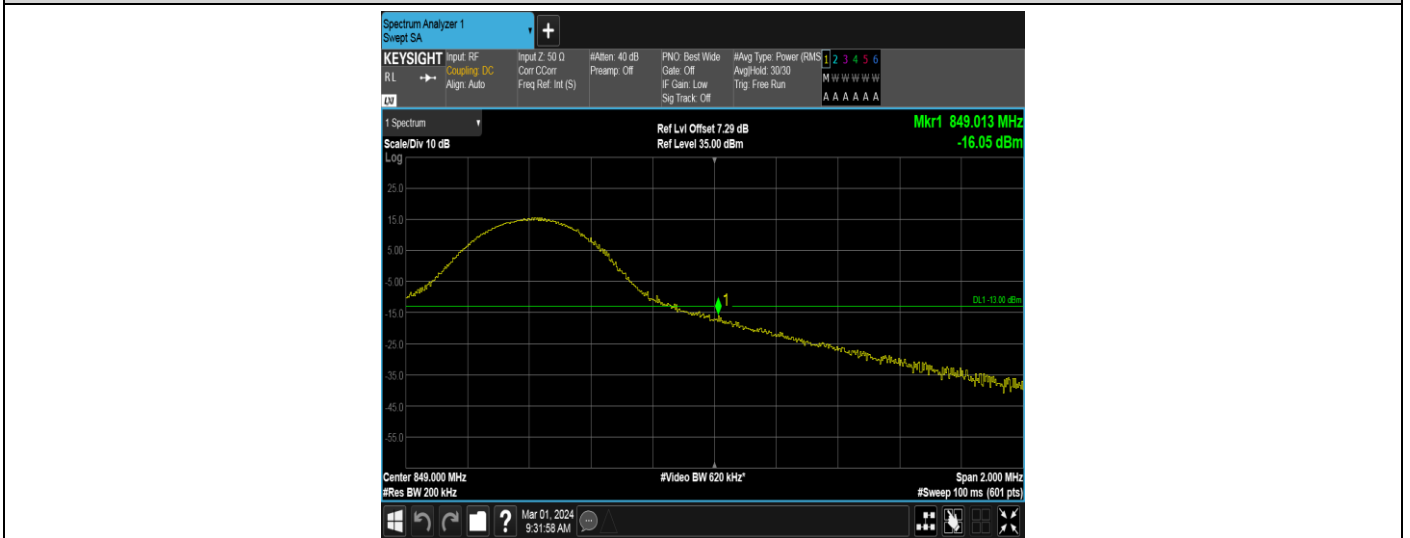 Spectrum Analyzer 1
Swept SA
+
KEYSIGHT
RL
LXI
Input: RF
Coupling: DC
Align: Auto
Input Z: 50 Ω
Corr CCorr
Freq Ref: Int (S)
#Atten: 40 dB
Preamp: Off
PNO: Best Wide
Gate: Off
IF Gain: Low
Sig Track: Off
#Avg Type: Power (RMS
Avg|Hold: 30/30
Trig: Free Run
1 2 3 4 5 6
M W W W W W
A A A A A A
1 Spectrum
Scale/Div 10 dB
Log
Ref Lvl Offset 7.29 dB
Ref Level 35.00 dBm
Mkr1 849.013 MHz
-16.05 dBm
25.0
15.0
5.00
-5.00
-15.0
-25.0
-35.0
-45.0
-55.0
1
DL1 -13.00 dBm
Center 849.000 MHz
#Res BW 200 kHz
#Video BW 620 kHz*
Span 2.000 MHz
#Sweep 100 ms (601 pts)
?
Mar 01, 2024
9:31:58 AM